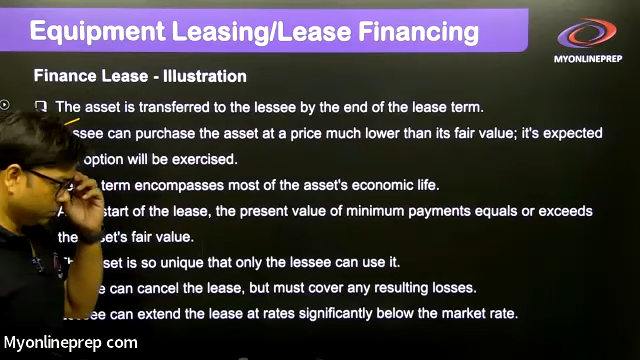 Equipment Leasing/Lease Financing
MYONLINEPREP
Finance Lease - Illustration
The asset is transferred to the lessee by the end of the lease term.
can purchase the asset at a price much lower than its fair value; it's expected
option will be exercised.
term encompasses most of the asset's economic life.
start of the lease, the present value of minimum payments equals or exceeds
the asset's fair value.
is so unique that only the lessee can use it.
can cancel the lease, but must cover any resulting losses.
can extend the lease at rates significantly below the market rate.
Myonlineprep com